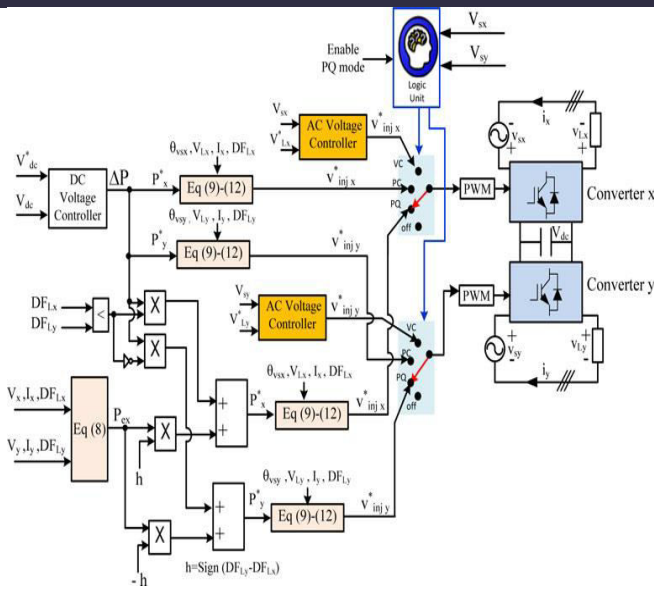 Enable
PQ mode
Logic
Unit
V_sx
V_sy
V_sx
V*_Lx
AC Voltage
Controller
v*_inj x
i_x
v_sx
v_Lx
Converter x
V_dc
Converter y
v_sy
v_Ly
i_y
PWM
PWM
VC
PC
PQ
off
VC
PC
PQ
off
V*_dc
V_dc
DC
Voltage
Controller
ΔP
θ_vsx, V_Lx, I_x, DF_Lx
P*_x
Eq (9)-(12)
v*_inj x
θ_vsy, V_Ly, I_y, DF_Ly
P*_y
Eq (9)-(12)
v*_inj y
DF_Lx
DF_Ly
<
X
X
V_sy
V*_Ly
AC Voltage
Controller
v*_inj y
V_x, I_x, DF_Lx
V_y, I_y, DF_Ly
Eq (8)
P_ex
X
h
+
+
P*_x
θ_vsx, V_Lx, I_x, DF_Lx
Eq (9)-(12)
v*_inj x
X
- h
+
+
P*_y
θ_vsy, V_Ly, I_y, DF_Ly
Eq (9)-(12)
v*_inj y
h=Sign (DF_Ly-DF_Lx)